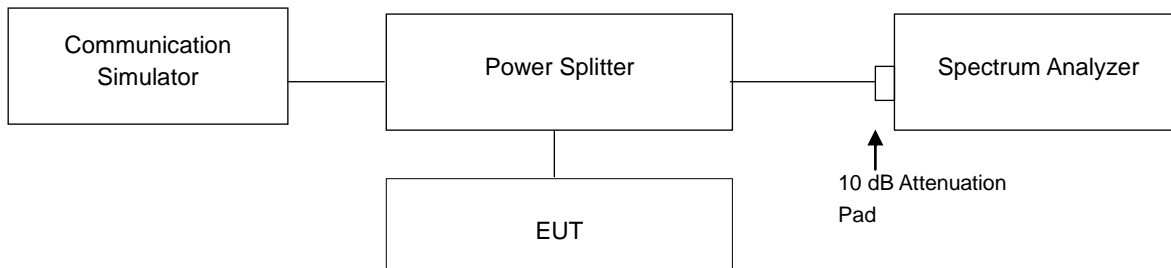 Communication
Simulator
Power Splitter
Spectrum Analyzer
10 dB Attenuation
Pad
EUT